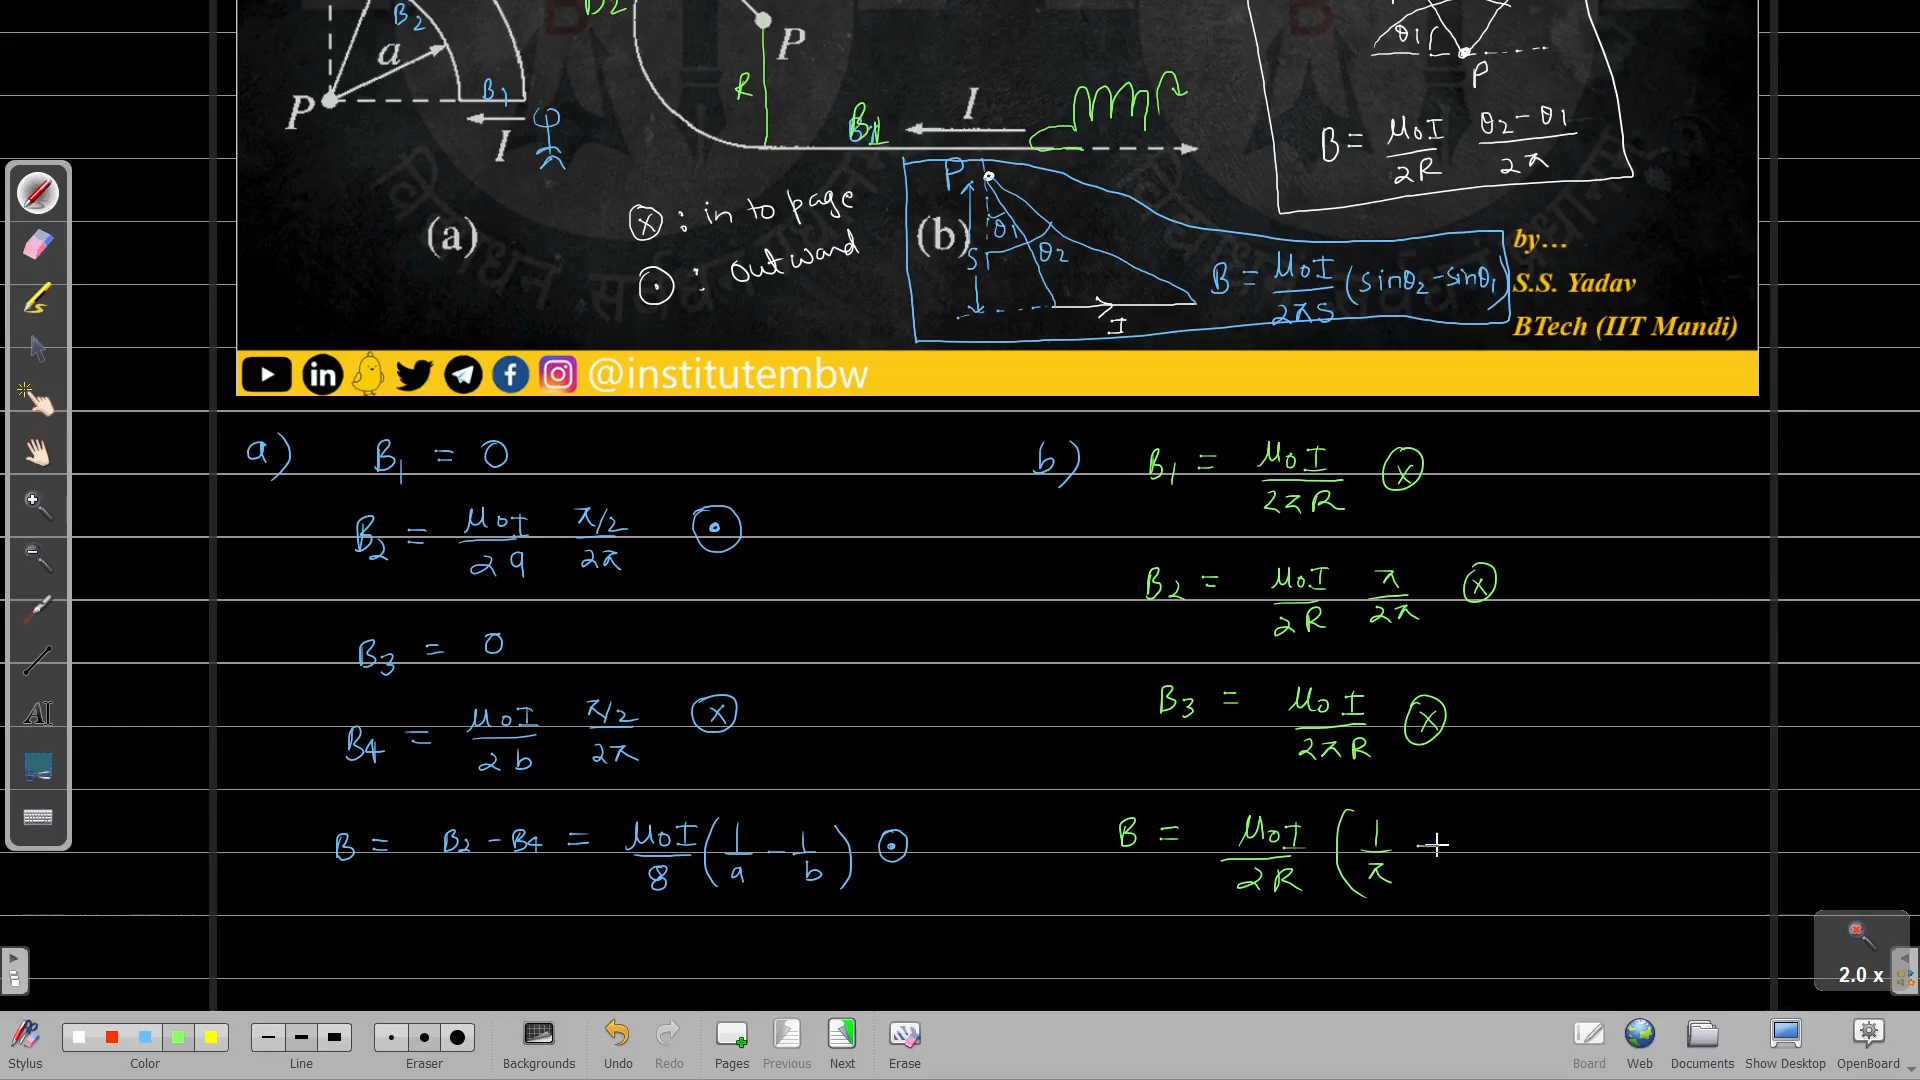 B2
a
B1
P
I
(a)
B2
P
R
B1
I
ⓧ : in to page
⊙ : outward
P
θ1
θ2
S
I
(b)
B = μ0I/2πS (sinθ2-sinθ1)
θ1
P
B = μ0I/2R θ2-θ1/2π
by...
S.S. Yadav
BTech (IIT Mandi)
in
@institutembw
a) B1 = 0
B2 = μ0I/2a π/2/2π ⊙
B3 = 0
B4 = μ0I/2b π/2/2π ⓧ
B = B2 - B4 = μ0I/8 (1/a - 1/b) ⊙
b) B1 = μ0I/2πR ⓧ
B2 = μ0I/2R π/2π ⓧ
B3 = μ0I/2πR ⓧ
B = μ0I/2R (1/π
2.0 x
Stylus
Color
Line
Eraser
Backgrounds
Undo
Redo
Pages
Previous
Next
Erase
Board
Web
Documents
Show Desktop
OpenBoard